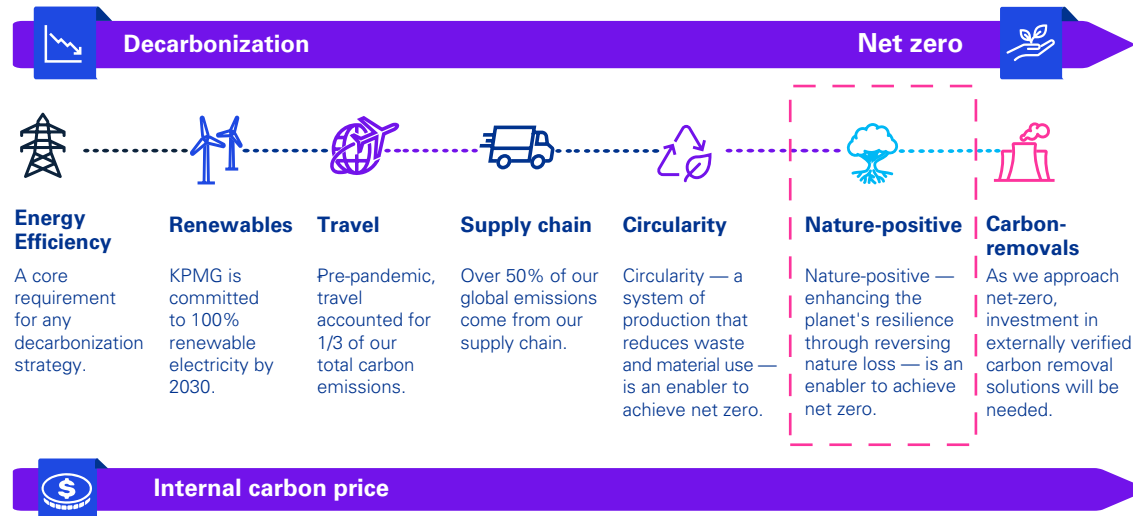 Decarbonization
Net zero
Energy
Efficiency
A core
requirement
for any
decarbonization
strategy.
Renewables
KPMG is
committed
to 100%
renewable
electricity by
2030.
Travel
Pre-pandemic,
travel
accounted for
1/3 of our
total carbon
emissions.
Supply chain
Over 50% of our
global emissions
come from our
supply chain.
Circularity
Circularity — a
system of
production that
reduces waste
and material use —
is an enabler to
achieve net zero.
Nature-positive
Nature-positive —
enhancing the
planet's resilience
through reversing
nature loss — is an
enabler to achieve
net zero.
Carbon-
removals
As we approach
net-zero,
investment in
externally verified
carbon removal
solutions will be
needed.
$
Internal carbon price